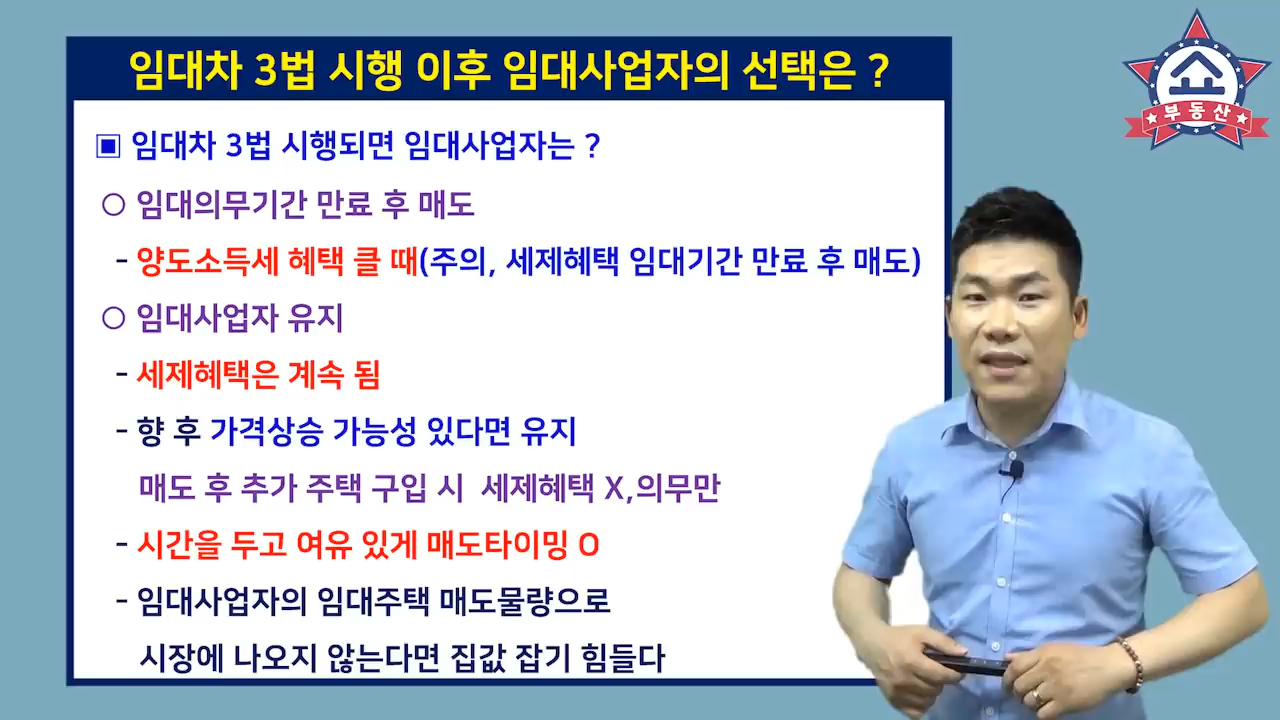 임대차 3법 시행 이후 임대사업자의 선택은 ?
부동산
▣ 임대차 3법 시행되면 임대사업자는 ?
○ 임대의무기간 만료 후 매도
- 양도소득세 혜택 클 때(주의, 세제혜택 임대기간 만료 후 매도)
○ 임대사업자 유지
- 세제혜택은 계속 됨
- 향 후 가격상승 가능성 있다면 유지
매도 후 추가 주택 구입 시 세제혜택 X,의무만
- 시간을 두고 여유 있게 매도타이밍 O
- 임대사업자의 임대주택 매도물량으로
시장에 나오지 않는다면 집값 잡기 힘들다